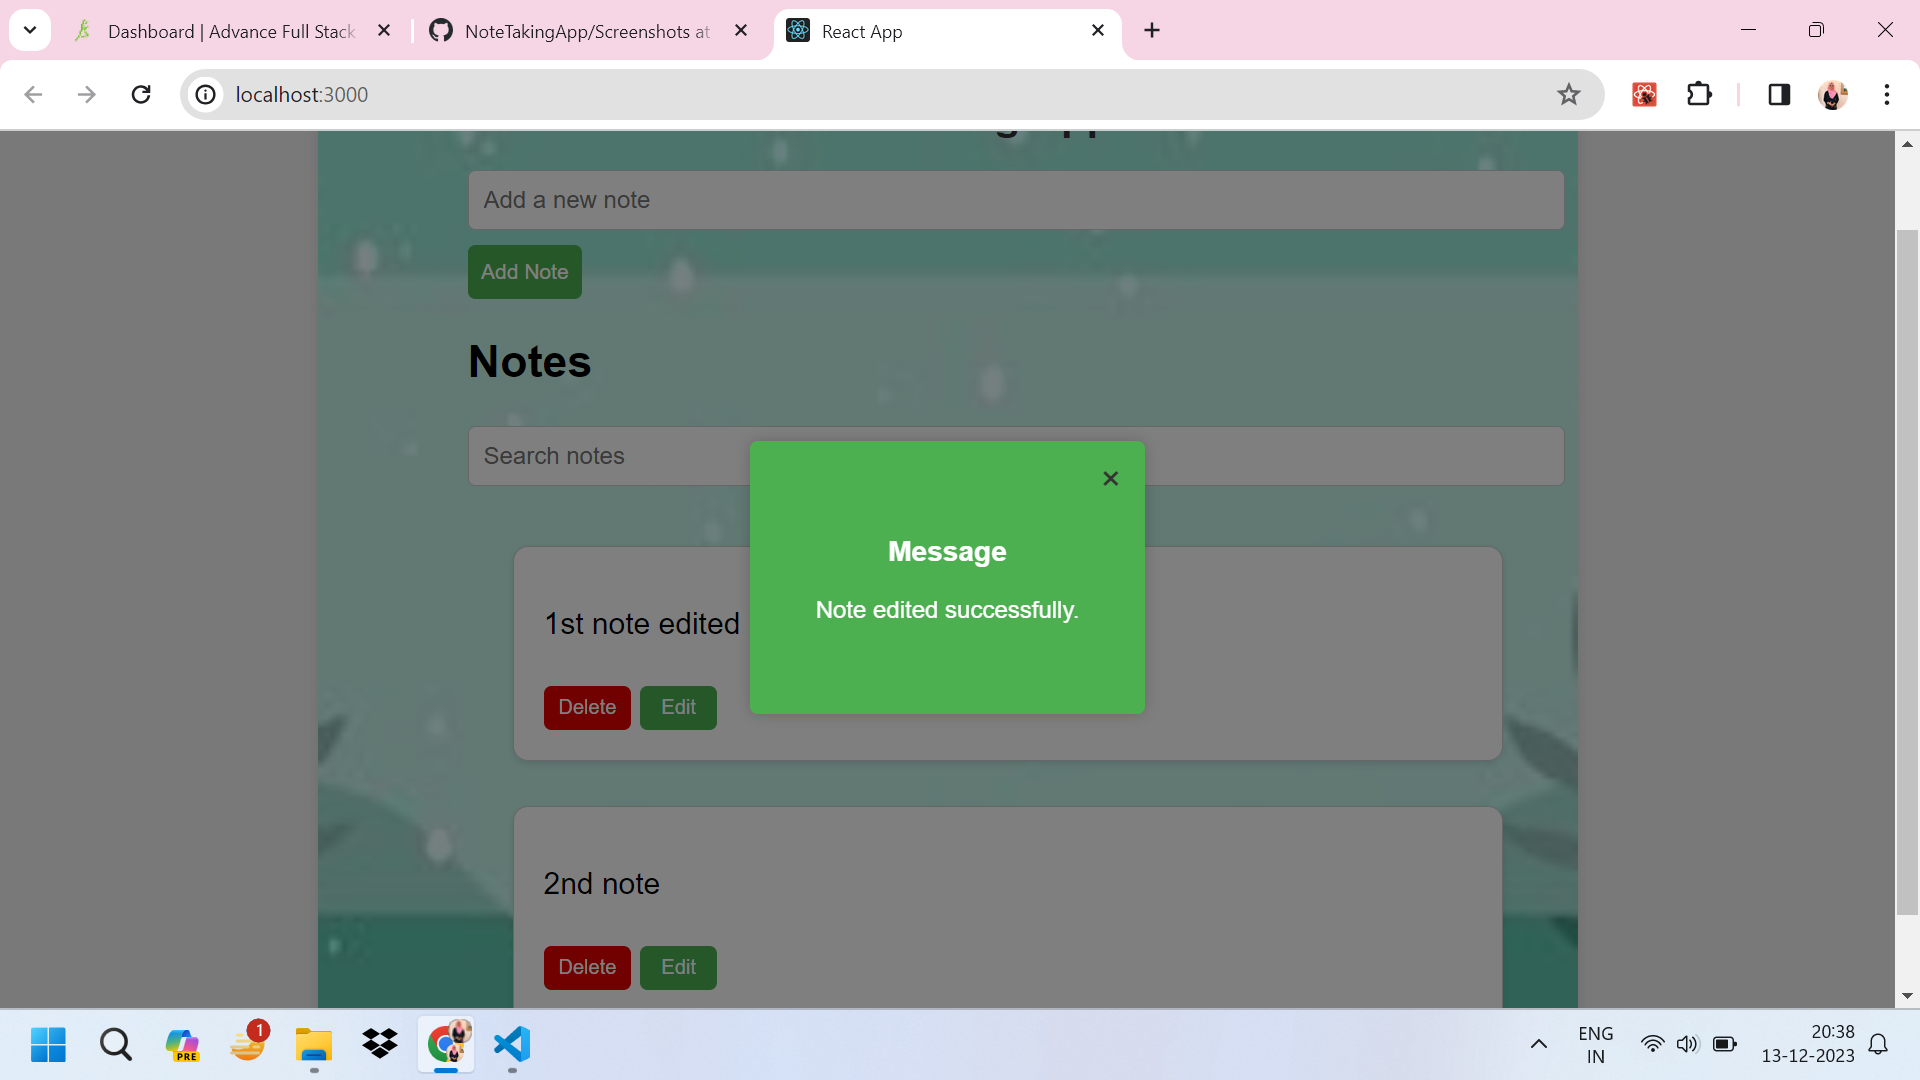 Dashboard | Advance Full Stack
NoteTakingApp/Screenshots at
React App
localhost:3000
Add a new note
Add Note
Notes
Search notes
Message
Note edited successfully.
1st note edited
Delete
Edit
2nd note
Delete
Edit
PRE
1
ENG
IN
20:38
13-12-2023